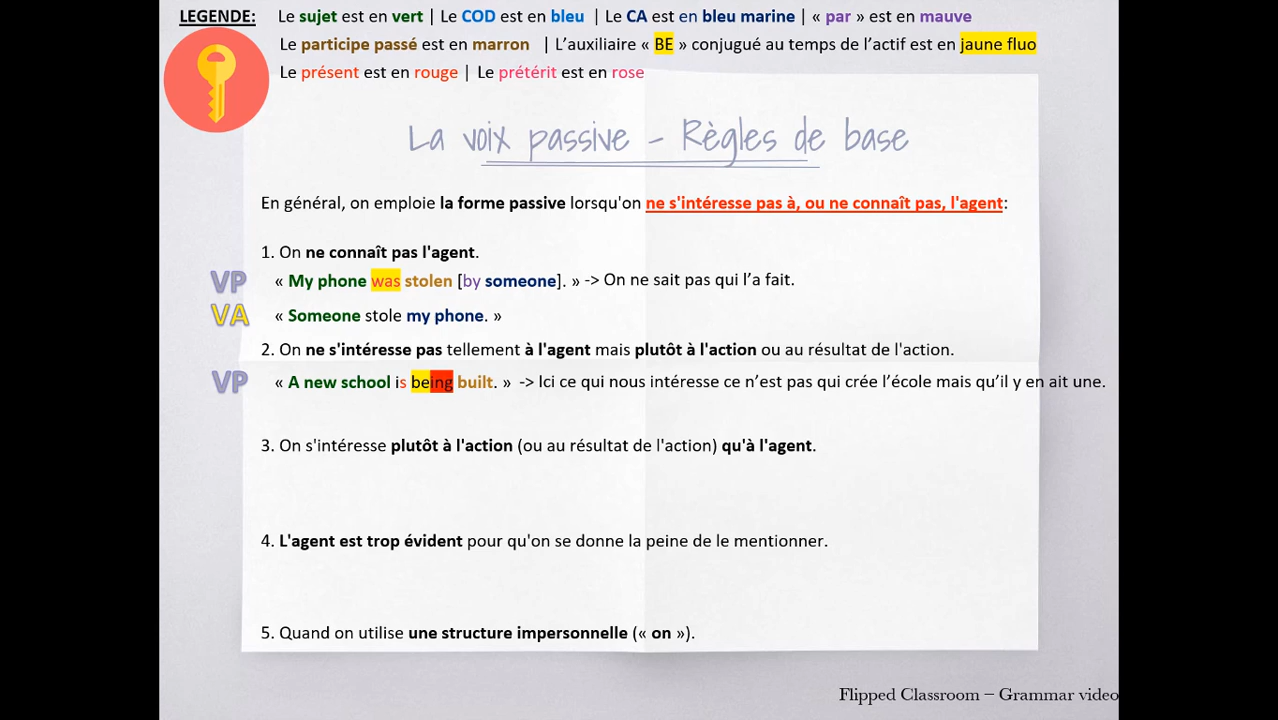 LEGENDE: Le sujet est en vert | Le COD est en bleu | Le CA est en bleu marine | « par » est en mauve
Le participe passé est en marron | L’auxiliaire « BE » conjugué au temps de l’actif est en jaune fluo
Le présent est en rouge | Le prétérit est en rose
La voix passive - Règles de base
En général, on emploie la forme passive lorsqu'on ne s'intéresse pas à, ou ne connaît pas, l'agent:
1. On ne connaît pas l'agent.
VP « My phone was stolen [by someone]. » -> On ne sait pas qui l’a fait.
VA « Someone stole my phone. »
2. On ne s'intéresse pas tellement à l'agent mais plutôt à l'action ou au résultat de l'action.
VP « A new school is being built. » -> Ici ce qui nous intéresse ce n’est pas qui crée l’école mais qu’il y en ait une.
3. On s'intéresse plutôt à l'action (ou au résultat de l'action) qu'à l'agent.
4. L'agent est trop évident pour qu'on se donne la peine de le mentionner.
5. Quand on utilise une structure impersonnelle (« on »).
Flipped Classroom – Grammar video